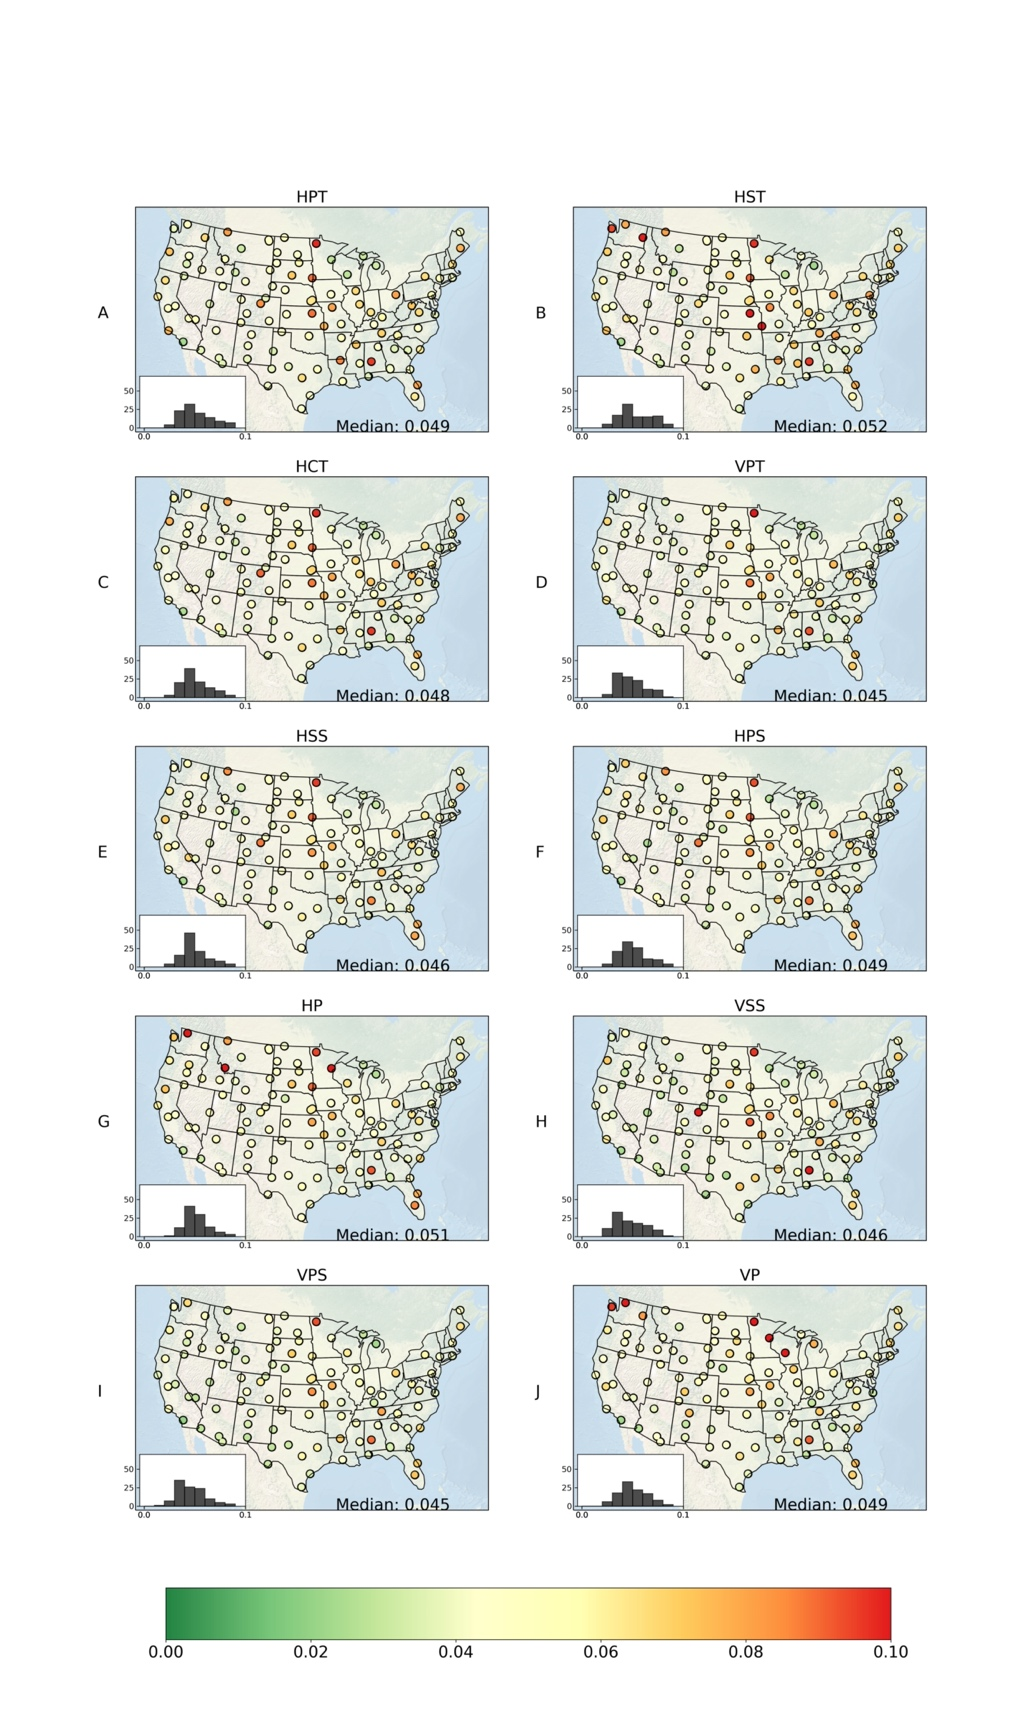 HPT
HST
A
50
25
0
0.0
0.1
Median: 0.049
B
50
25
0
0.0
0.1
Median: 0.052
HCT
VPT
C
50
25
0
0.0
0.1
Median: 0.048
D
50
25
0
0.0
0.1
Median: 0.045
HSS
HPS
E
50
25
0
0.0
0.1
Median: 0.046
F
50
25
0
0.0
0.1
Median: 0.049
HP
VSS
G
50
25
0
0.0
0.1
Median: 0.051
H
50
25
0
0.0
0.1
Median: 0.046
VPS
VP
I
50
25
0
0.0
0.1
Median: 0.045
J
50
25
0
0.0
0.1
Median: 0.049
0.00 0.02 0.04 0.06 0.08 0.10